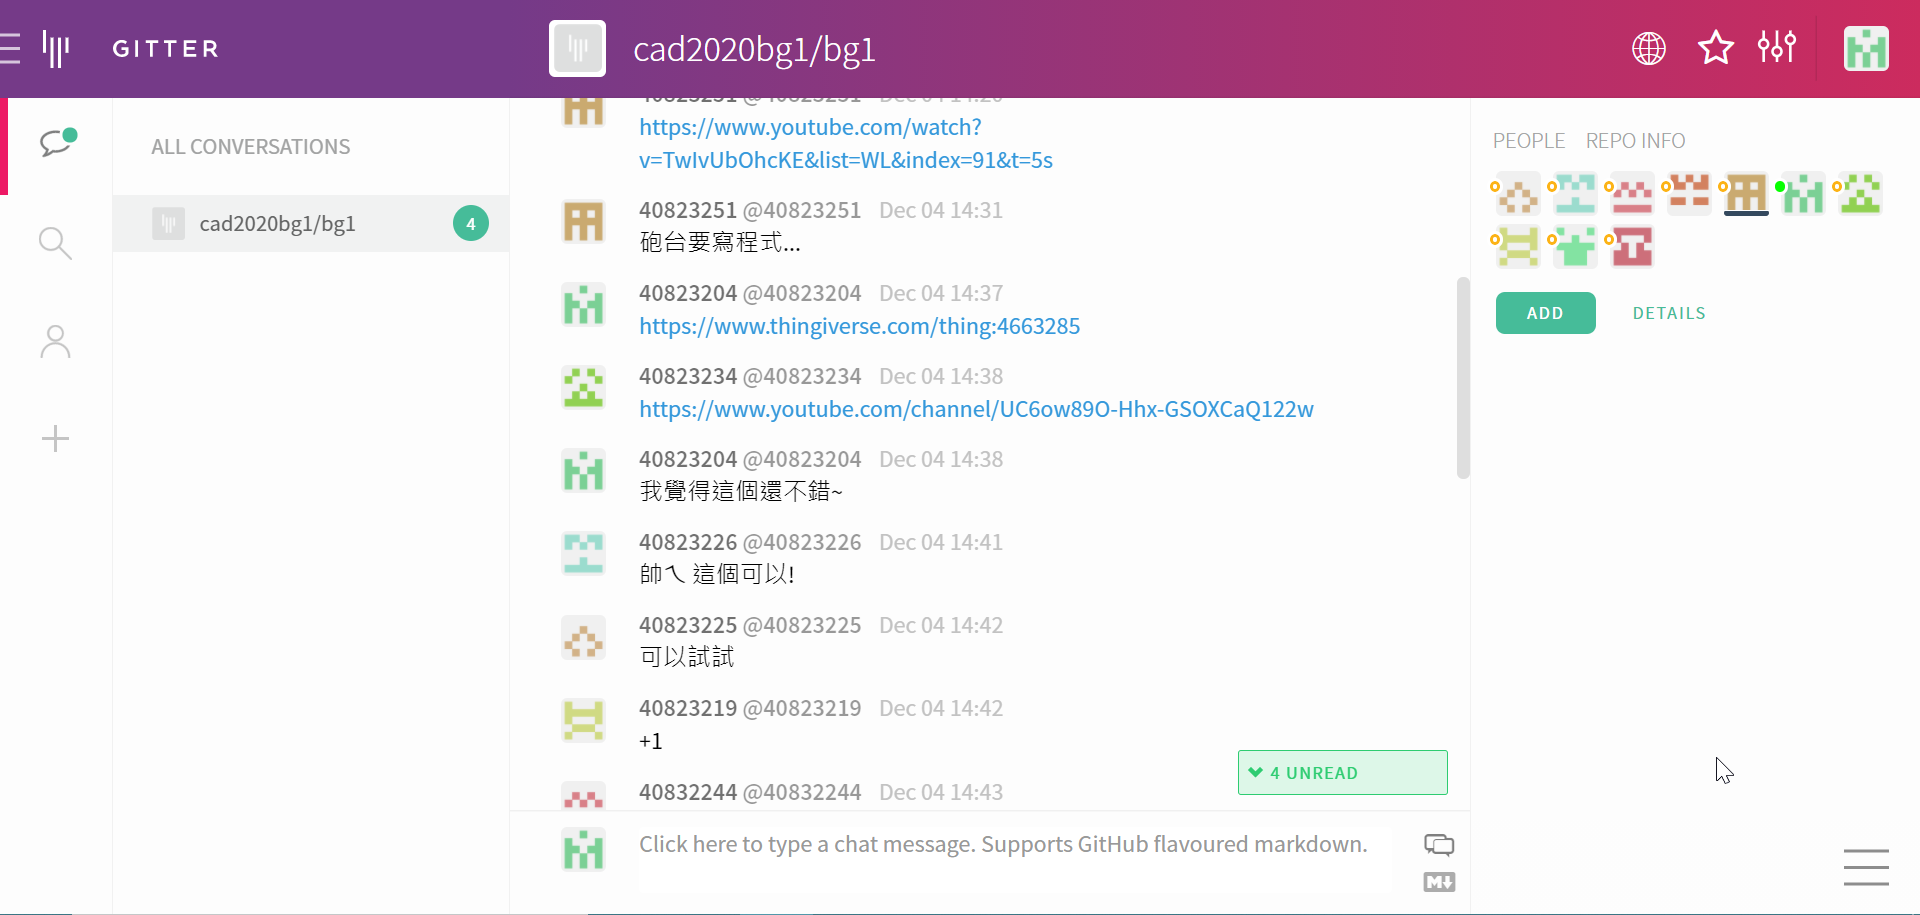 GITTER
cad2020bg1/bg1
ALL CONVERSATIONS
cad2020bg1/bg1 4
40823251 @40823251 Dec 04 14:20
https://www.youtube.com/watch?
v=TwIvUbOhcKE&list=WL&index=91&t=5s
40823251 @40823251 Dec 04 14:31
砲台要寫程式...
40823204 @40823204 Dec 04 14:37
https://www.thingiverse.com/thing:4663285
40823234 @40823234 Dec 04 14:38
https://www.youtube.com/channel/UC6ow89O-Hhx-GSOXCaQ122w
40823204 @40823204 Dec 04 14:38
我覺得這個還不錯~
40823226 @40823226 Dec 04 14:41
帥ㄟ 這個可以!
40823225 @40823225 Dec 04 14:42
可以試試
40823219 @40823219 Dec 04 14:42
+1
4 UNREAD
40832244 @40832244 Dec 04 14:43
Click here to type a chat message. Supports GitHub flavoured markdown.
M
PEOPLE REPO INFO
ADD DETAILS